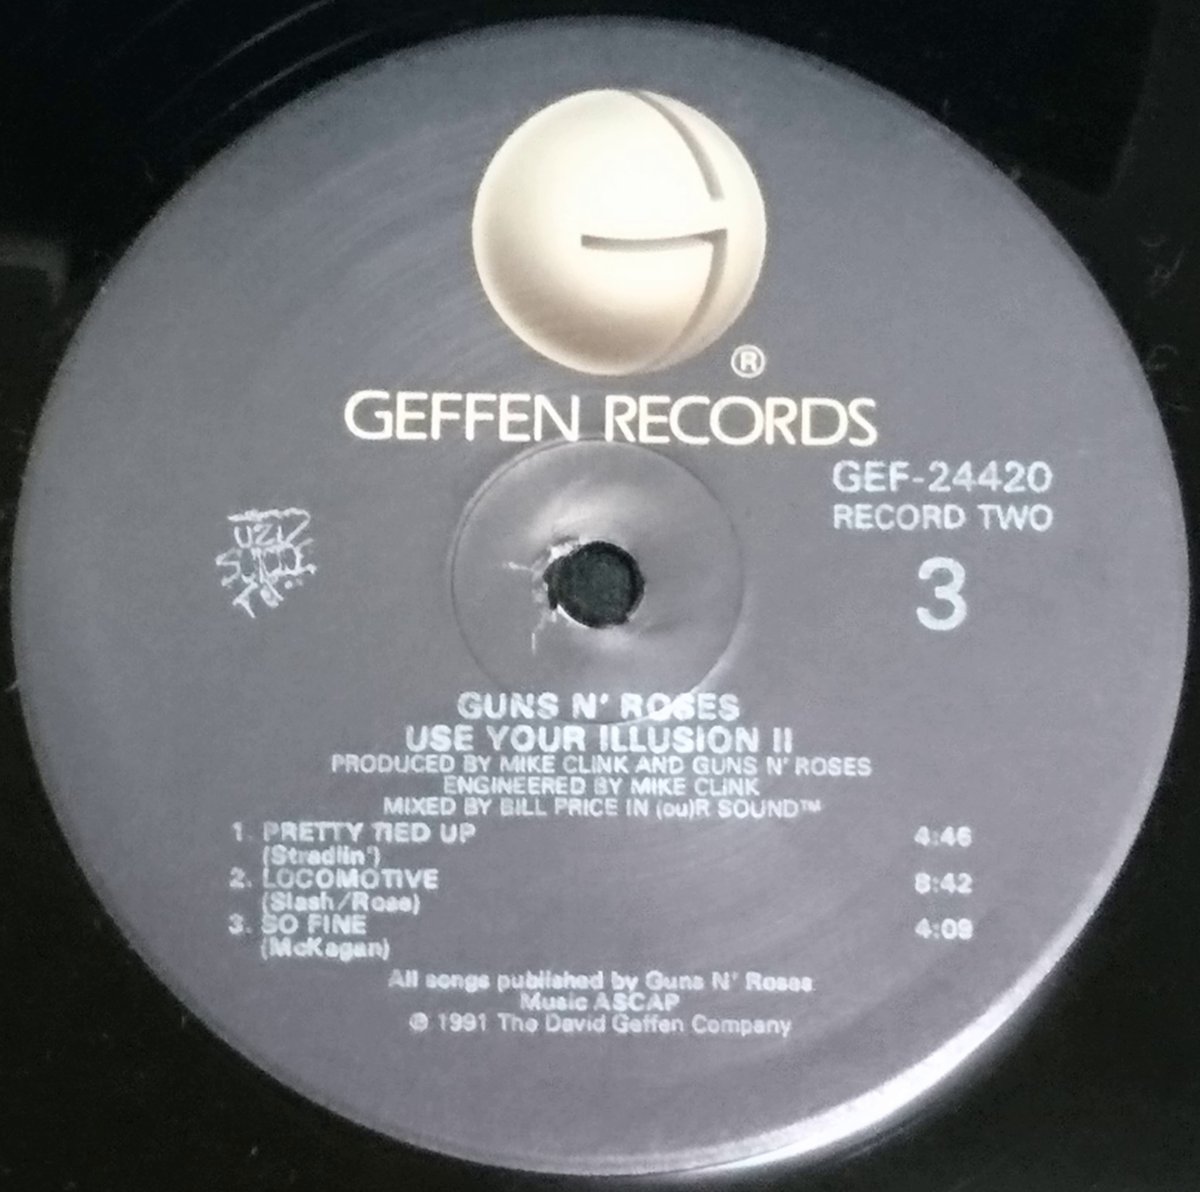 ®
GEFFEN RECORDS
GEF-24420
RECORD TWO
3
UZI
SUICIDE
GUNS N' ROSES
USE YOUR ILLUSION II
PRODUCED BY MIKE CLINK AND GUNS N' ROSES
ENGINEERED BY MIKE CLINK
MIXED BY BILL PRICE IN (ou)R SOUND™
1. PRETTY TIED UP 4:46
(Stradlin')
2. LOCOMOTIVE 8:42
(Slash/Rose)
3. SO FINE 4:09
(McKagan)
All songs published by Guns N' Roses
Music ASCAP
℗ 1991 The David Geffen Company